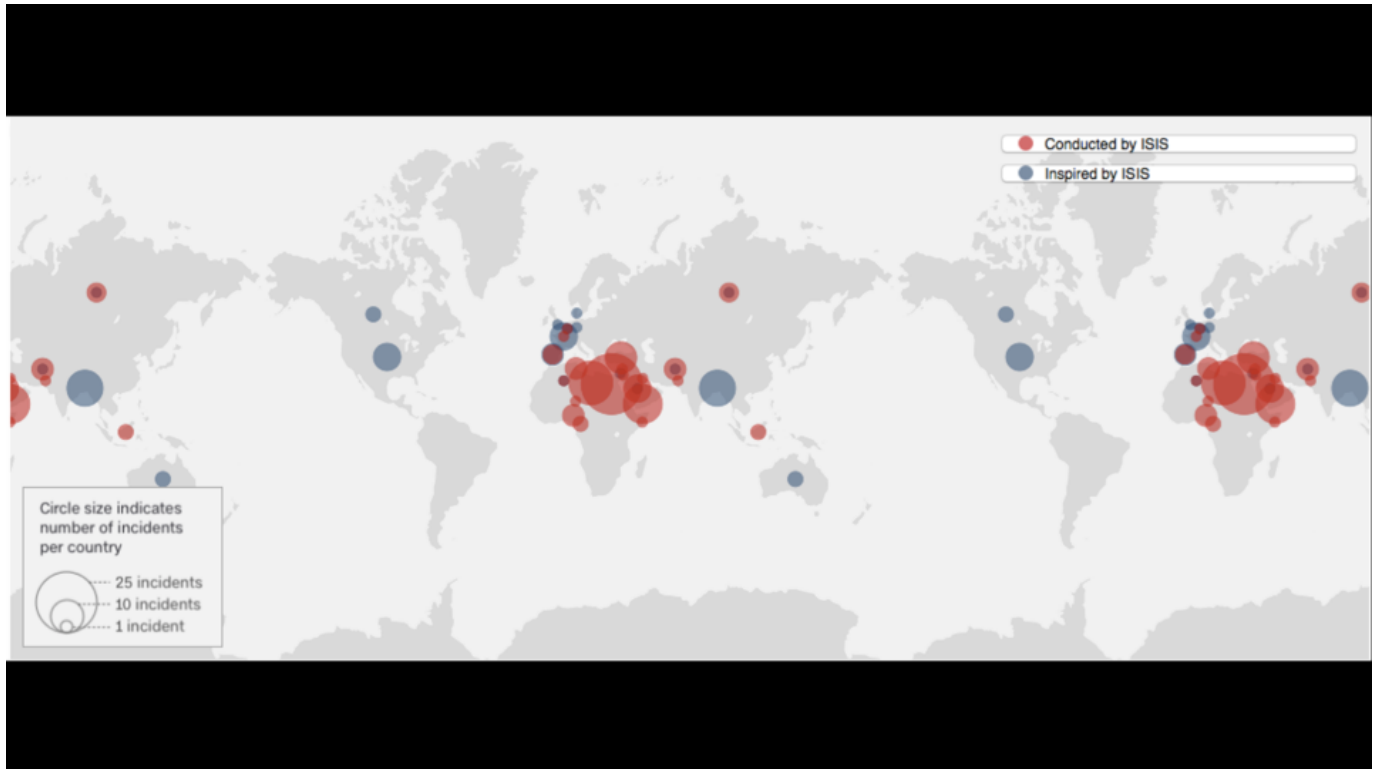 Conducted by ISIS
Inspired by ISIS
Circle size indicates
number of incidents
per country
25 incidents
10 incidents
1 incident